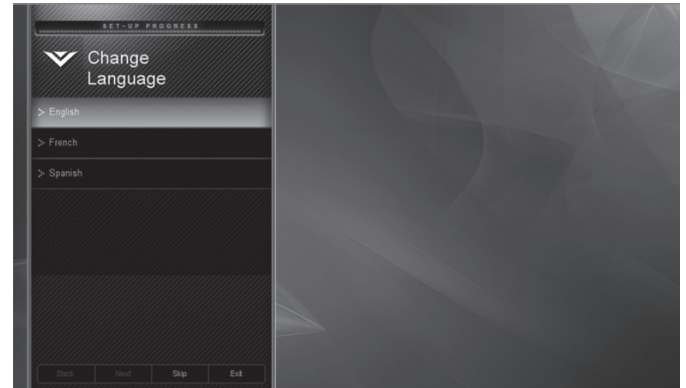 SET-UP PROGRESS
Change
Language
English
French
Spanish
Back Next Skip Exit